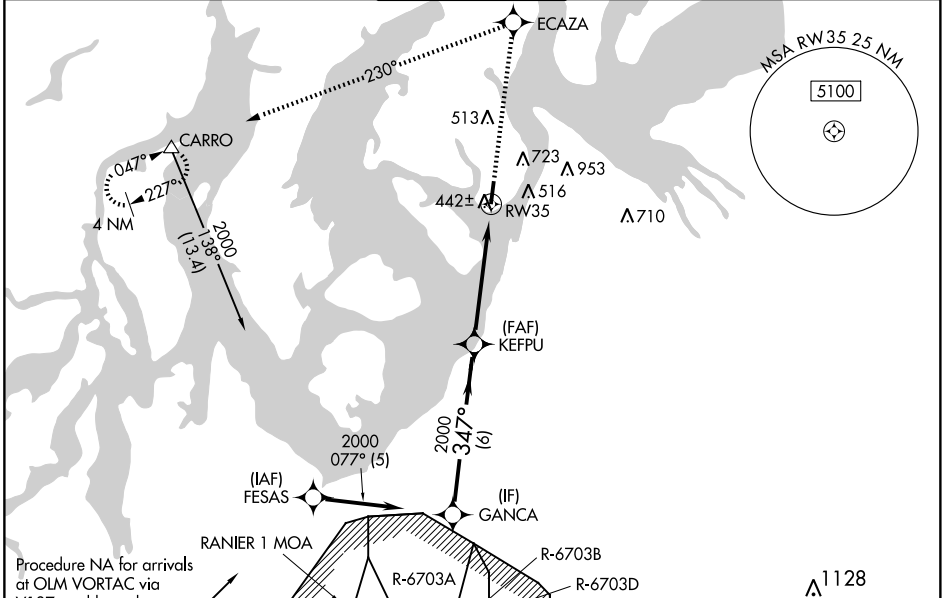 ECAZA
MSA RW35 25 NM
5100
230°
513
CARRO
723
953
047°
227°
516
442±
RW35
710
4 NM
2000
138°
(13.4)
(FAF)
KEFPU
2000
347°
(6)
2000
077° (5)
(IAF)
FESAS
(IF)
GANCA
RANIER 1 MOA
R-6703B
R-6703A
R-6703D
1128
Procedure NA for arrivals
at OLM VORTAC via